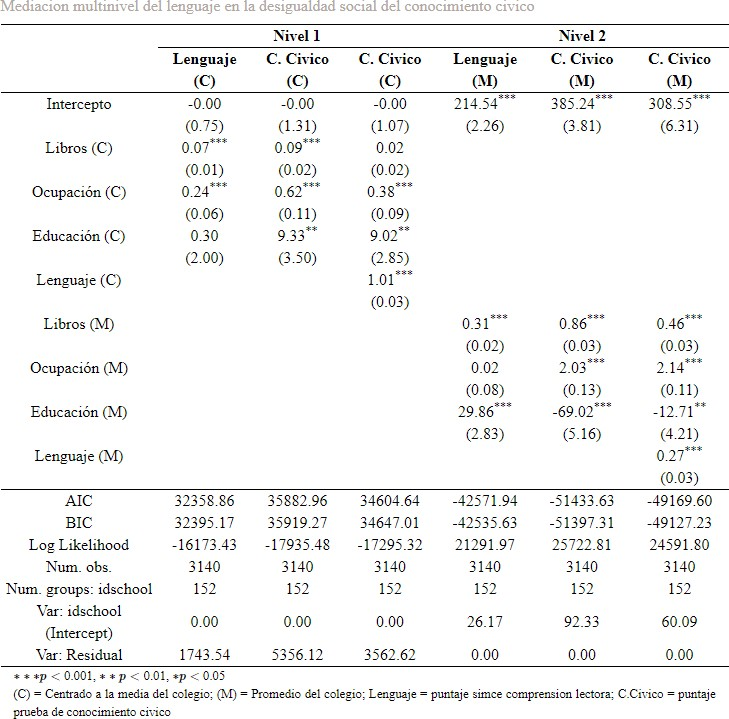 Mediacion multinivel del lenguaje en la desigualdad social del conocimiento civico
Nivel 1 Nivel 2
Lenguaje (C) C. Civico (C) C. Civico (C) Lenguaje (M) C. Civico (M) C. Civico (M)
Intercepto -0.00 -0.00 -0.00 214.54*** 385.24*** 308.55***
(0.75) (1.31) (1.07) (2.26) (3.81) (6.31)
Libros (C) 0.07*** 0.09*** 0.02
(0.01) (0.02) (0.02)
Ocupación (C) 0.24*** 0.62*** 0.38***
(0.06) (0.11) (0.09)
Educación (C) 0.30 9.33** 9.02**
(2.00) (3.50) (2.85)
Lenguaje (C) 1.01***
(0.03)
Libros (M) 0.31*** 0.86*** 0.46***
(0.02) (0.03) (0.03)
Ocupación (M) 0.02 2.03*** 2.14***
(0.08) (0.13) (0.11)
Educación (M) 29.86*** -69.02*** -12.71**
(2.83) (5.16) (4.21)
Lenguaje (M) 0.27***
(0.03)
AIC 32358.86 35882.96 34604.64 -42571.94 -51433.63 -49169.60
BIC 32395.17 35919.27 34647.01 -42535.63 -51397.31 -49127.23
Log Likelihood -16173.43 -17935.48 -17295.32 21291.97 25722.81 24591.80
Num. obs. 3140 3140 3140 3140 3140 3140
Num. groups: idschool 152 152 152 152 152 152
Var: idschool (Intercept) 0.00 0.00 0.00 26.17 92.33 60.09
Var: Residual 1743.54 5356.12 3562.62 0.00 0.00 0.00
***p < 0.001, **p < 0.01, *p < 0.05
(C) = Centrado a la media del colegio; (M) = Promedio del colegio; Lenguaje = puntaje simce comprension lectora; C.Civico = puntaje
prueba de conocimiento civico